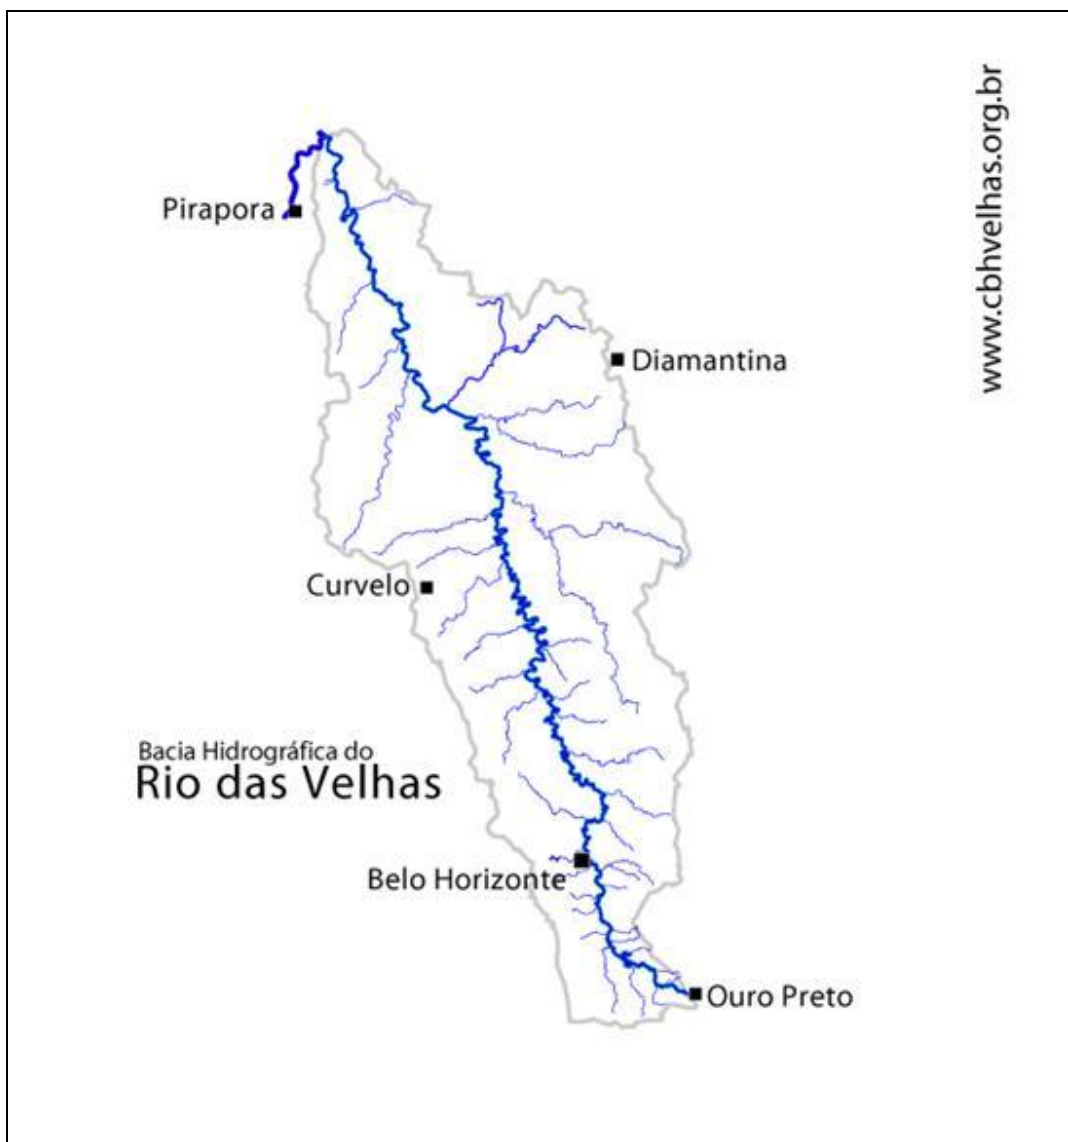 www.cbhvelhas.org.br
Pirapora
Diamantina
Curvelo
Bacia Hidrográfica do
Rio das Velhas
Belo Horizonte
Ouro Preto